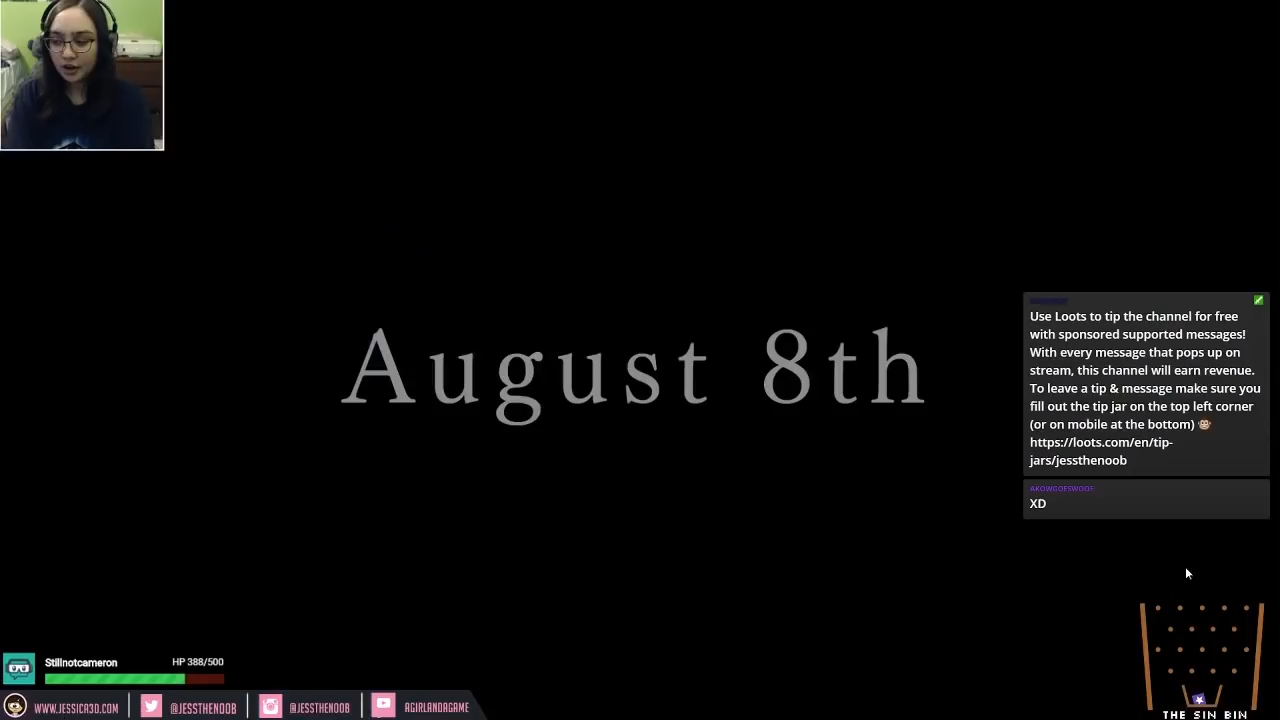 August 8th
Use Loots to tip the channel for free
with sponsored supported messages!
With every message that pops up on
stream, this channel will earn revenue.
To leave a tip & message make sure you
fill out the tip jar on the top left corner
(or on mobile at the bottom) 🐵
https://loots.com/en/tip-
jars/jessthenoob
AKOWGOESWOOF
XD
Stillnotcameron
HP 388/500
WWW.JESSICA3D.COM
@JESSTHENOOB
@JESSTHENOOB
AGIRLANDAGAME
THE SIN BIN